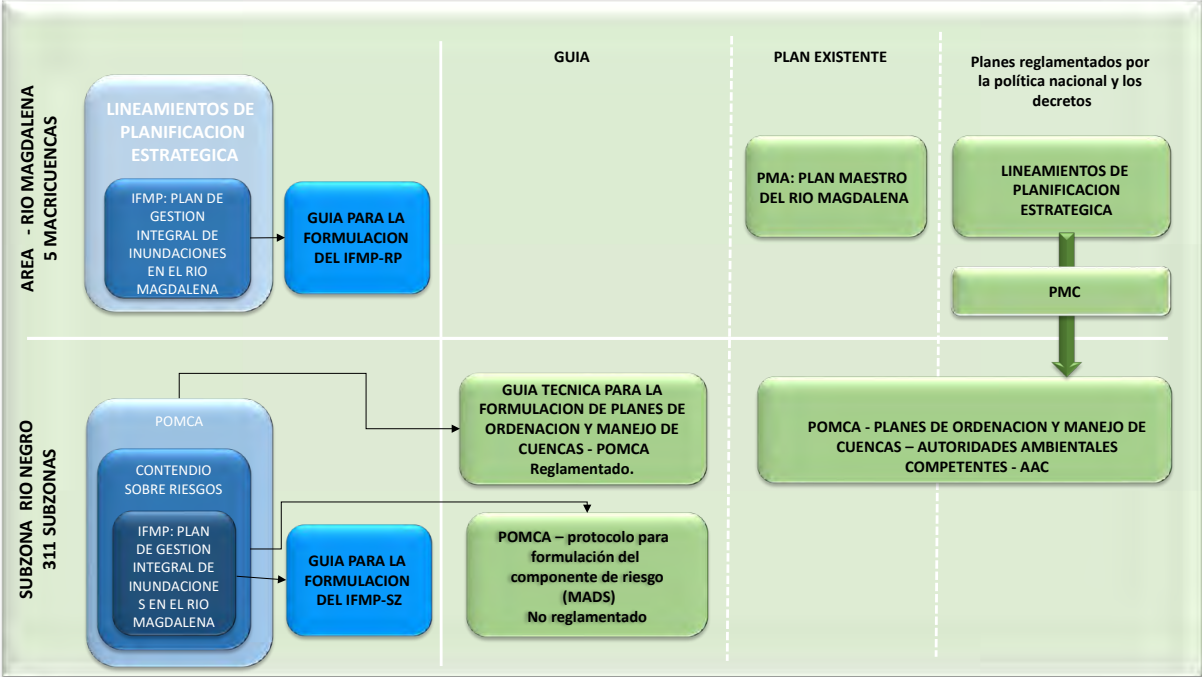 GUIA
PLAN EXISTENTE
Planes reglamentados por
la política nacional y los
decretos
AREA - RIO MAGDALENA
5 MACRICUENCAS
LINEAMIENTOS DE
PLANIFICACION
ESTRATEGICA
IFMP: PLAN DE
GESTION
INTEGRAL DE
INUNDACIONES
EN EL RIO
MAGDALENA
GUIA PARA LA
FORMULACION
DEL IFMP-RP
PMA: PLAN MAESTRO
DEL RIO MAGDALENA
LINEAMIENTOS DE
PLANIFICACION
ESTRATEGICA
PMC
SUBZONA RIO NEGRO
311 SUBZONAS
POMCA
CONTENDIO
SOBRE RIESGOS
IFMP: PLAN
DE GESTION
INTEGRAL DE
INUNDACIONE
S EN EL RIO
MAGDALENA
GUIA PARA LA
FORMULACION
DEL IFMP-SZ
GUIA TECNICA PARA LA
FORMULACION DE PLANES DE
ORDENACION Y MANEJO DE
CUENCAS - POMCA
Reglamentado.
POMCA – protocolo para
formulación del
componente de riesgo
(MADS)
No reglamentado
POMCA - PLANES DE ORDENACION Y MANEJO DE
CUENCAS – AUTORIDADES AMBIENTALES
COMPETENTES - AAC